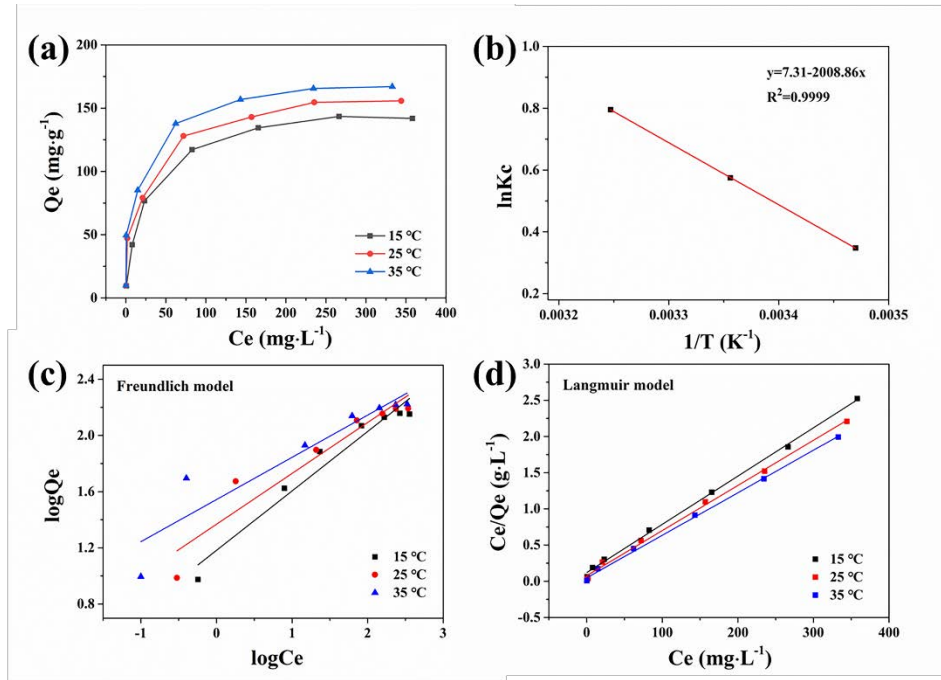 (a)
200
150
100
50
0
Qe (mg·g⁻¹)
0 50 100 150 200 250 300 350 400
Ce (mg·L⁻¹)
15 ℃
25 ℃
35 ℃
(b)
y=7.31-2008.86x
R²=0.9999
1.0
0.8
0.6
0.4
0.2
lnKc
0.0032 0.0033 0.0034 0.0035
1/T (K⁻¹)
(c)
Freundlich model
2.4
2.0
1.6
1.2
0.8
logQe
-1 0 1 2 3
logCe
15 ℃
25 ℃
35 ℃
(d)
Langmuir model
3.0
2.5
2.0
1.5
1.0
0.5
0.0
-0.5
Ce/Qe (g·L⁻¹)
0 100 200 300 400
Ce (mg·L⁻¹)
15 ℃
25 ℃
35 ℃